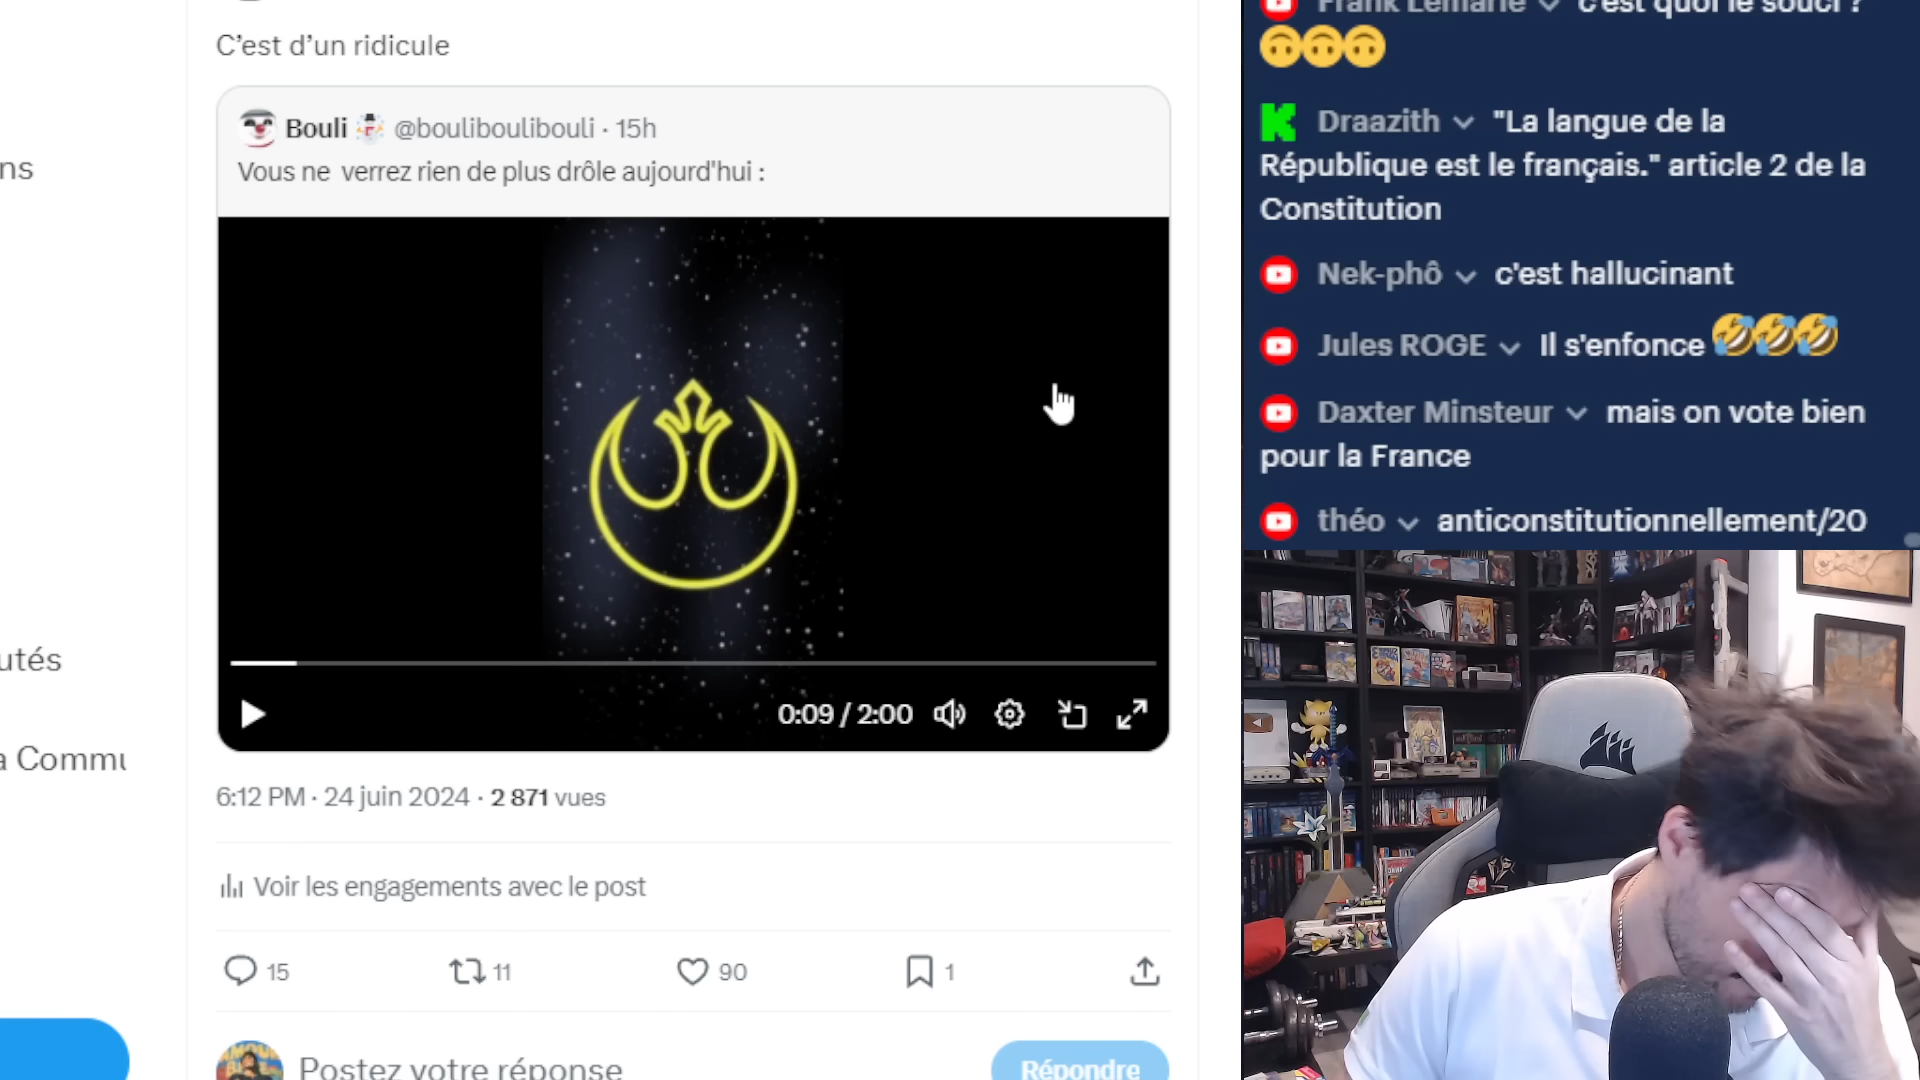 ns
utés
a Commu
C’est d’un ridicule
Bouli @bouliboulibouli · 15h
Vous ne verrez rien de plus drôle aujourd'hui :
0:09 / 2:00
6:12 PM · 24 juin 2024 · 2 871 vues
Voir les engagements avec le post
15 11 90 1
Postez votre réponse
Répondre
Frank Lemarie c'est quoi le souci ?
Draazith "La langue de la
République est le français." article 2 de la
Constitution
Nek-phô c'est hallucinant
Jules ROGE Il s'enfonce
Daxter Minsteur mais on vote bien
pour la France
théo anticonstitutionnellement/20